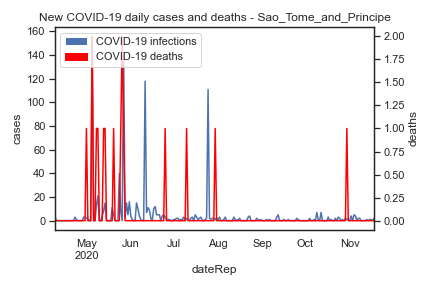 New COVID-19 daily cases and deaths - Sao_Tome_and_Principe
COVID-19 infections
COVID-19 deaths
160
140
120
100
80
60
40
20
0
cases
2.00
1.75
1.50
1.25
1.00
0.75
0.50
0.25
0.00
deaths
May Jun Jul Aug Sep Oct Nov
2020
dateRep